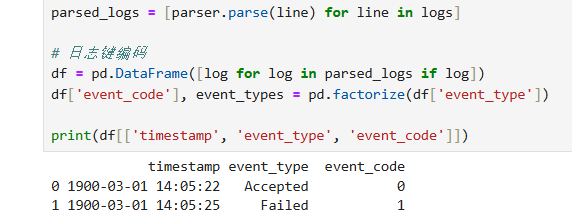 parsed_logs = [parser.parse(line) for line in logs]
# 日志键编码
df = pd.DataFrame([log for log in parsed_logs if log])
df['event_code'], event_types = pd.factorize(df['event_type'])
print(df[['timestamp', 'event_type', 'event_code']])
timestamp event_type event_code
0 1900-03-01 14:05:22 Accepted 0
1 1900-03-01 14:05:25 Failed 1